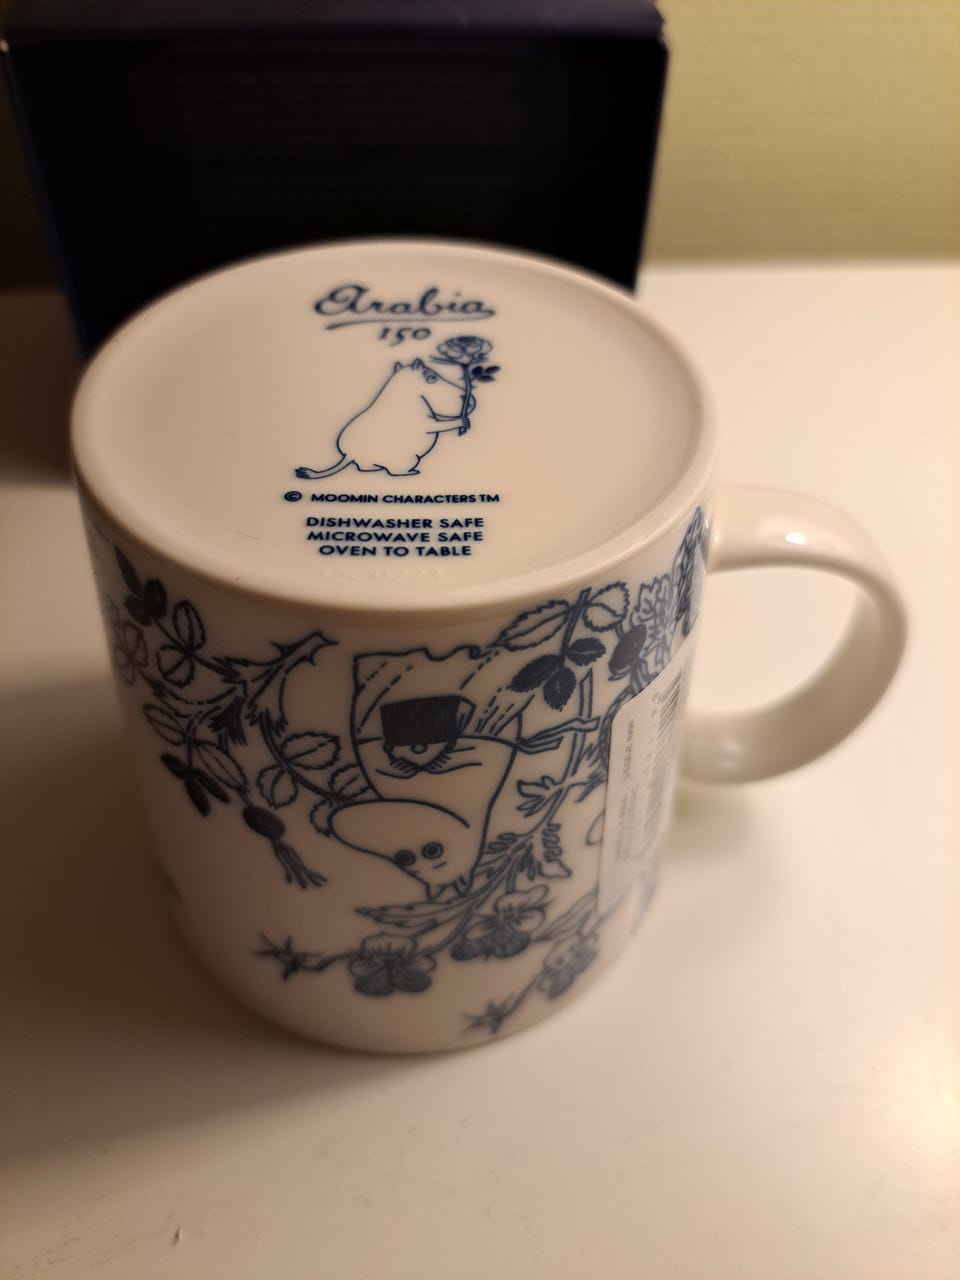 Arabia
150
© MOOMIN CHARACTERS TM
DISHWASHER SAFE
MICROWAVE SAFE
OVEN TO TABLE